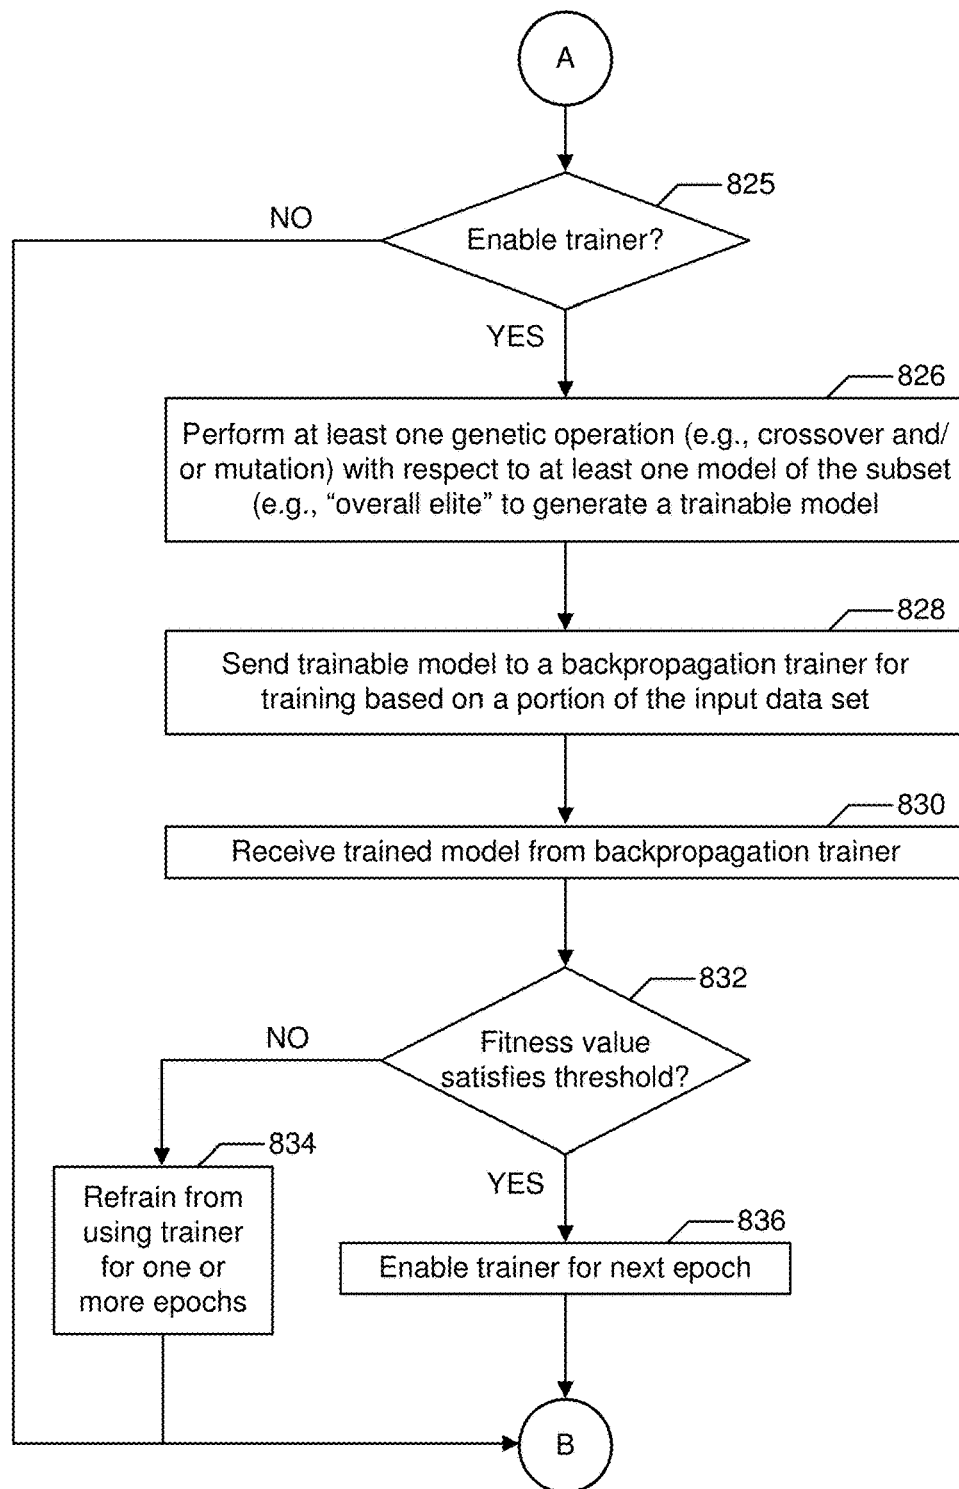 A
825
NO
Enable trainer?
YES
826
Perform at least one genetic operation (e.g., crossover and/
or mutation) with respect to at least one model of the subset
(e.g., “overall elite” to generate a trainable model
828
Send trainable model to a backpropagation trainer for
training based on a portion of the input data set
830
Receive trained model from backpropagation trainer
832
NO
Fitness value
satisfies threshold?
834
YES
Refrain from
using trainer
for one or
more epochs
836
Enable trainer for next epoch
B